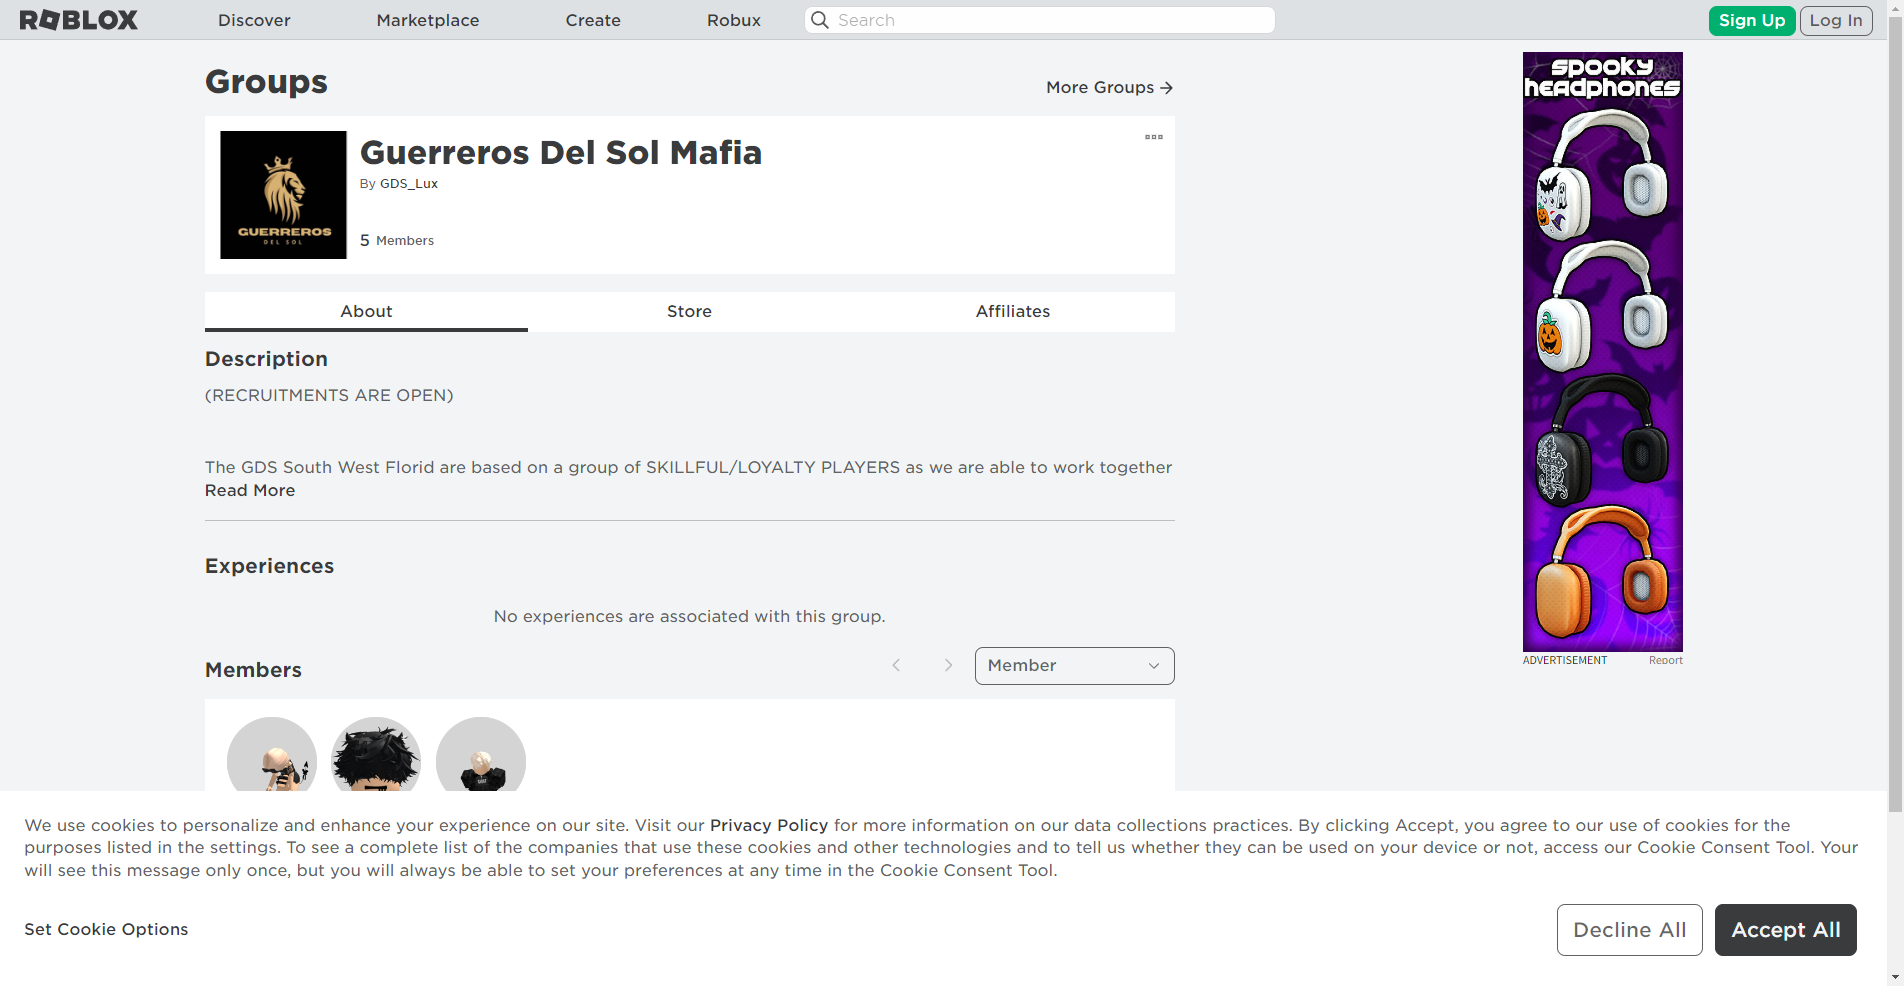 ROBLOX
Discover
Marketplace
Create
Robux
Search
Sign Up
Log In
Groups
More Groups
GUERREROS
DEL SOL
Guerreros Del Sol Mafia
By GDS_Lux
5 Members
About
Store
Affiliates
Description
(RECRUITMENTS ARE OPEN)
The GDS South West Florid are based on a group of SKILLFUL/LOYALTY PLAYERS as we are able to work together
Read More
Experiences
No experiences are associated with this group.
Members
Member
spooky
headphones
ADVERTISEMENT
Report
We use cookies to personalize and enhance your experience on our site. Visit our Privacy Policy for more information on our data collections practices. By clicking Accept, you agree to our use of cookies for the
purposes listed in the settings. To see a complete list of the companies that use these cookies and other technologies and to tell us whether they can be used on your device or not, access our Cookie Consent Tool. Your
will see this message only once, but you will always be able to set your preferences at any time in the Cookie Consent Tool.
Set Cookie Options
Decline All
Accept All